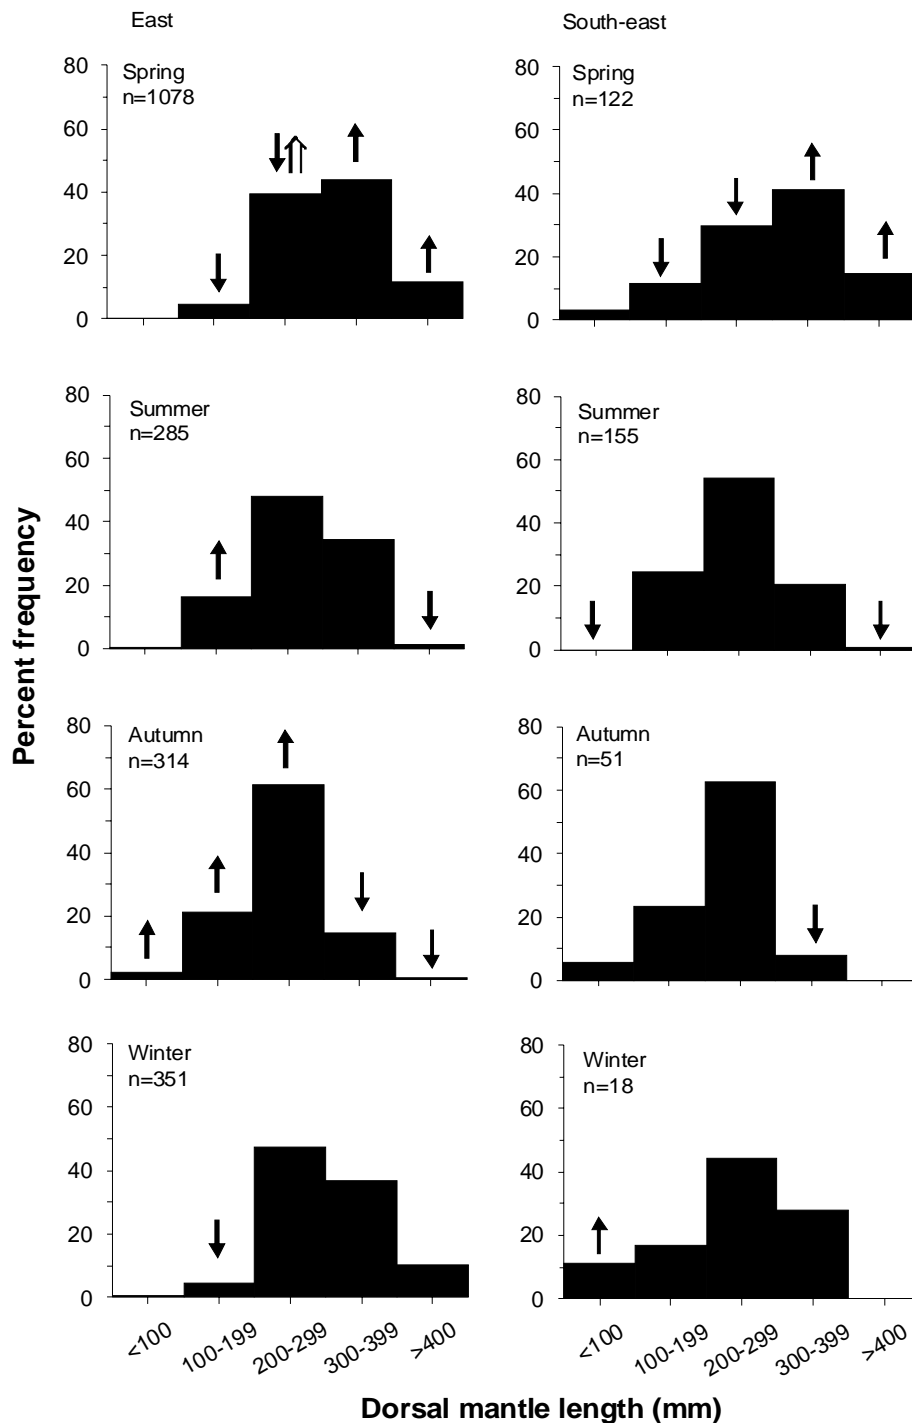 East
South-east
80
60
40
20
0
Spring
n=1078
80
60
40
20
0
Spring
n=122
80
60
40
20
0
Summer
n=285
80
60
40
20
0
Summer
n=155
Percent frequency
80
60
40
20
0
Autumn
n=314
80
60
40
20
0
Autumn
n=51
80
60
40
20
0
Winter
n=351
80
60
40
20
0
Winter
n=18
<100 100-199 200-299 300-399 >400
<100 100-199 200-299 300-399 >400
Dorsal mantle length (mm)